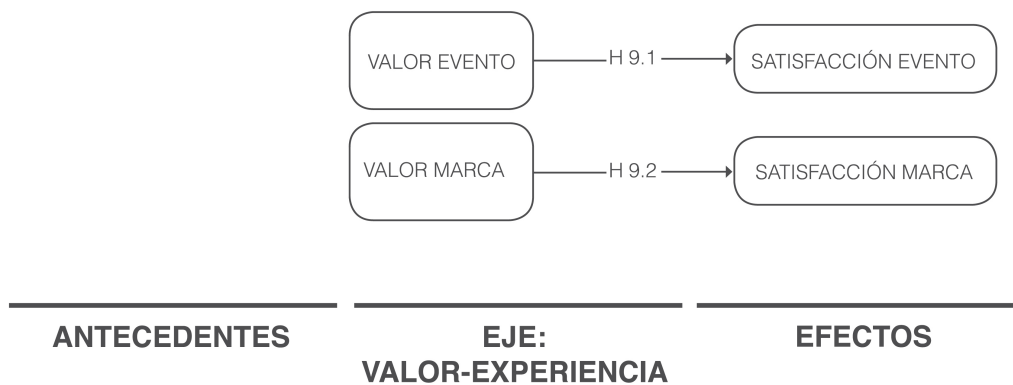 VALOR EVENTO
H 9.1
SATISFACCIÓN EVENTO
VALOR MARCA
H 9.2
SATISFACCIÓN MARCA
ANTECEDENTES
EJE:
VALOR-EXPERIENCIA
EFECTOS